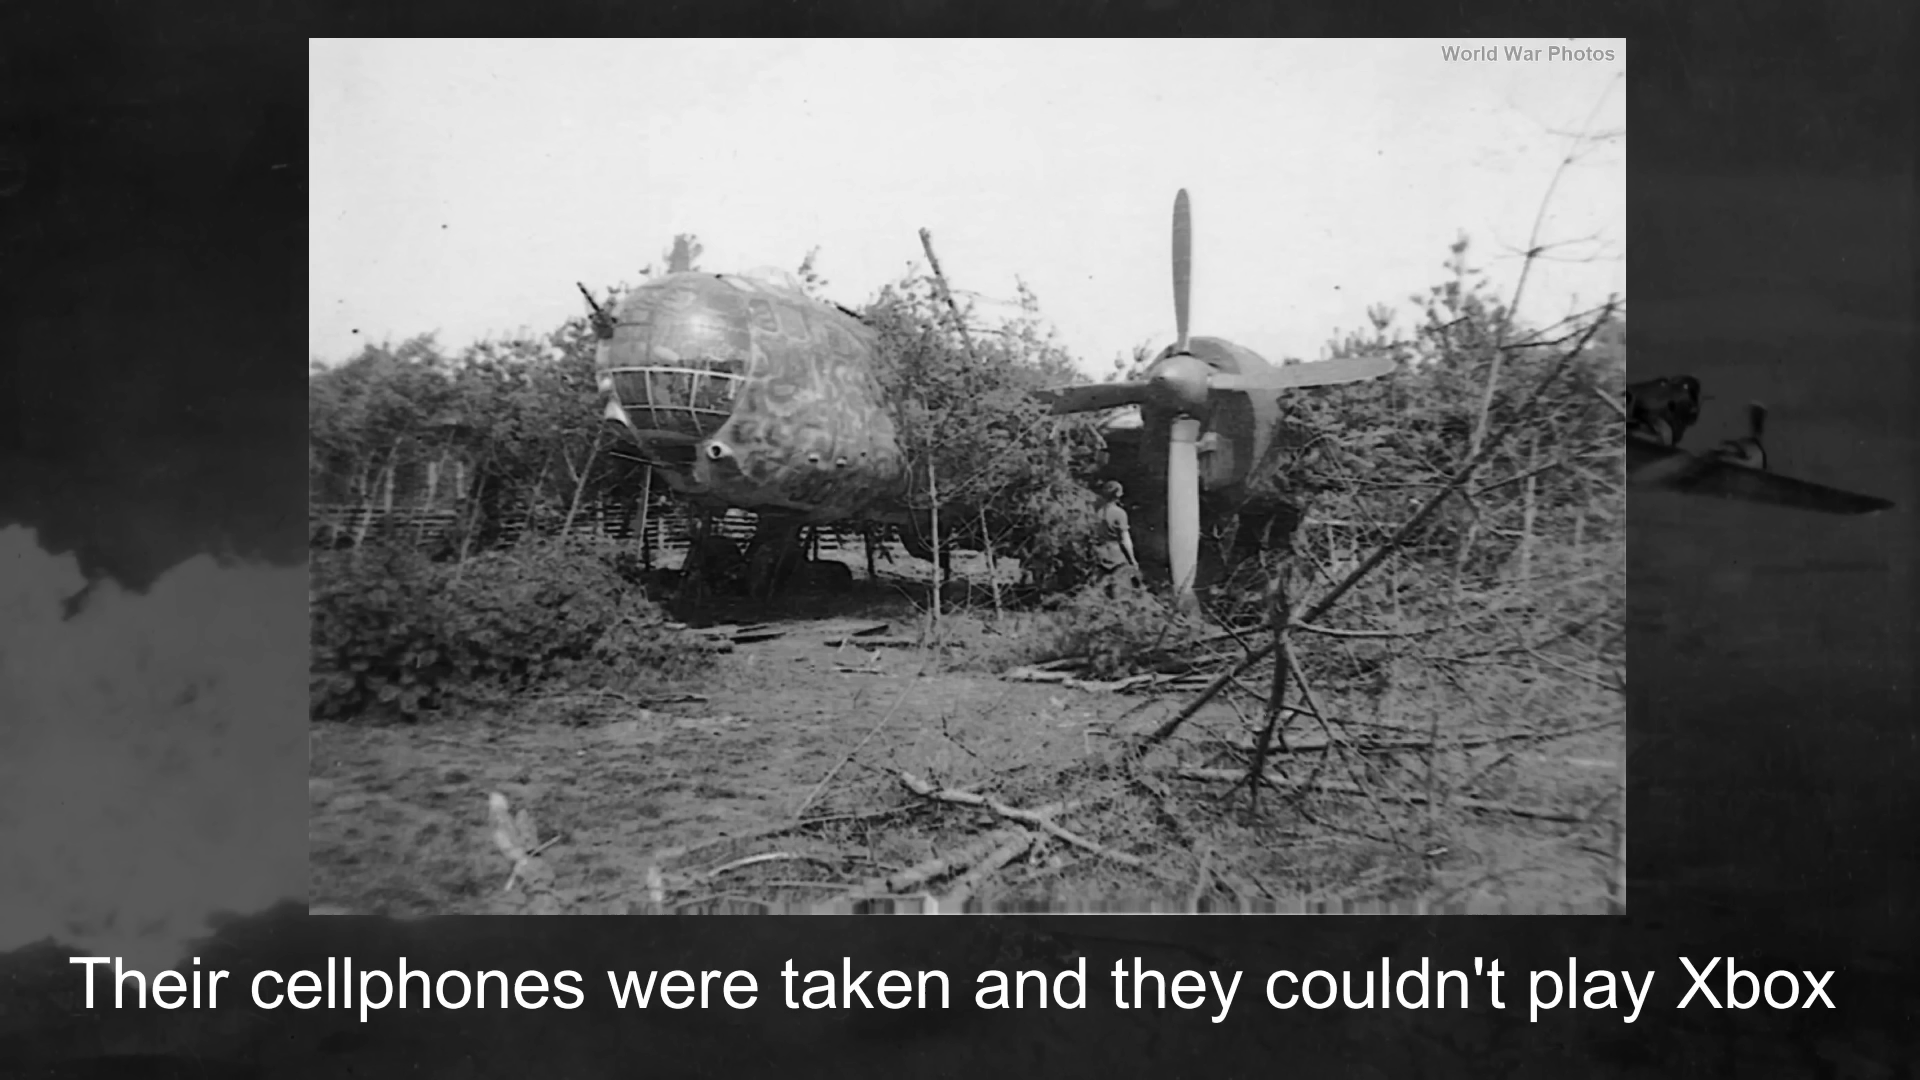 World War Photos
Their cellphones were taken and they couldn't play Xbox